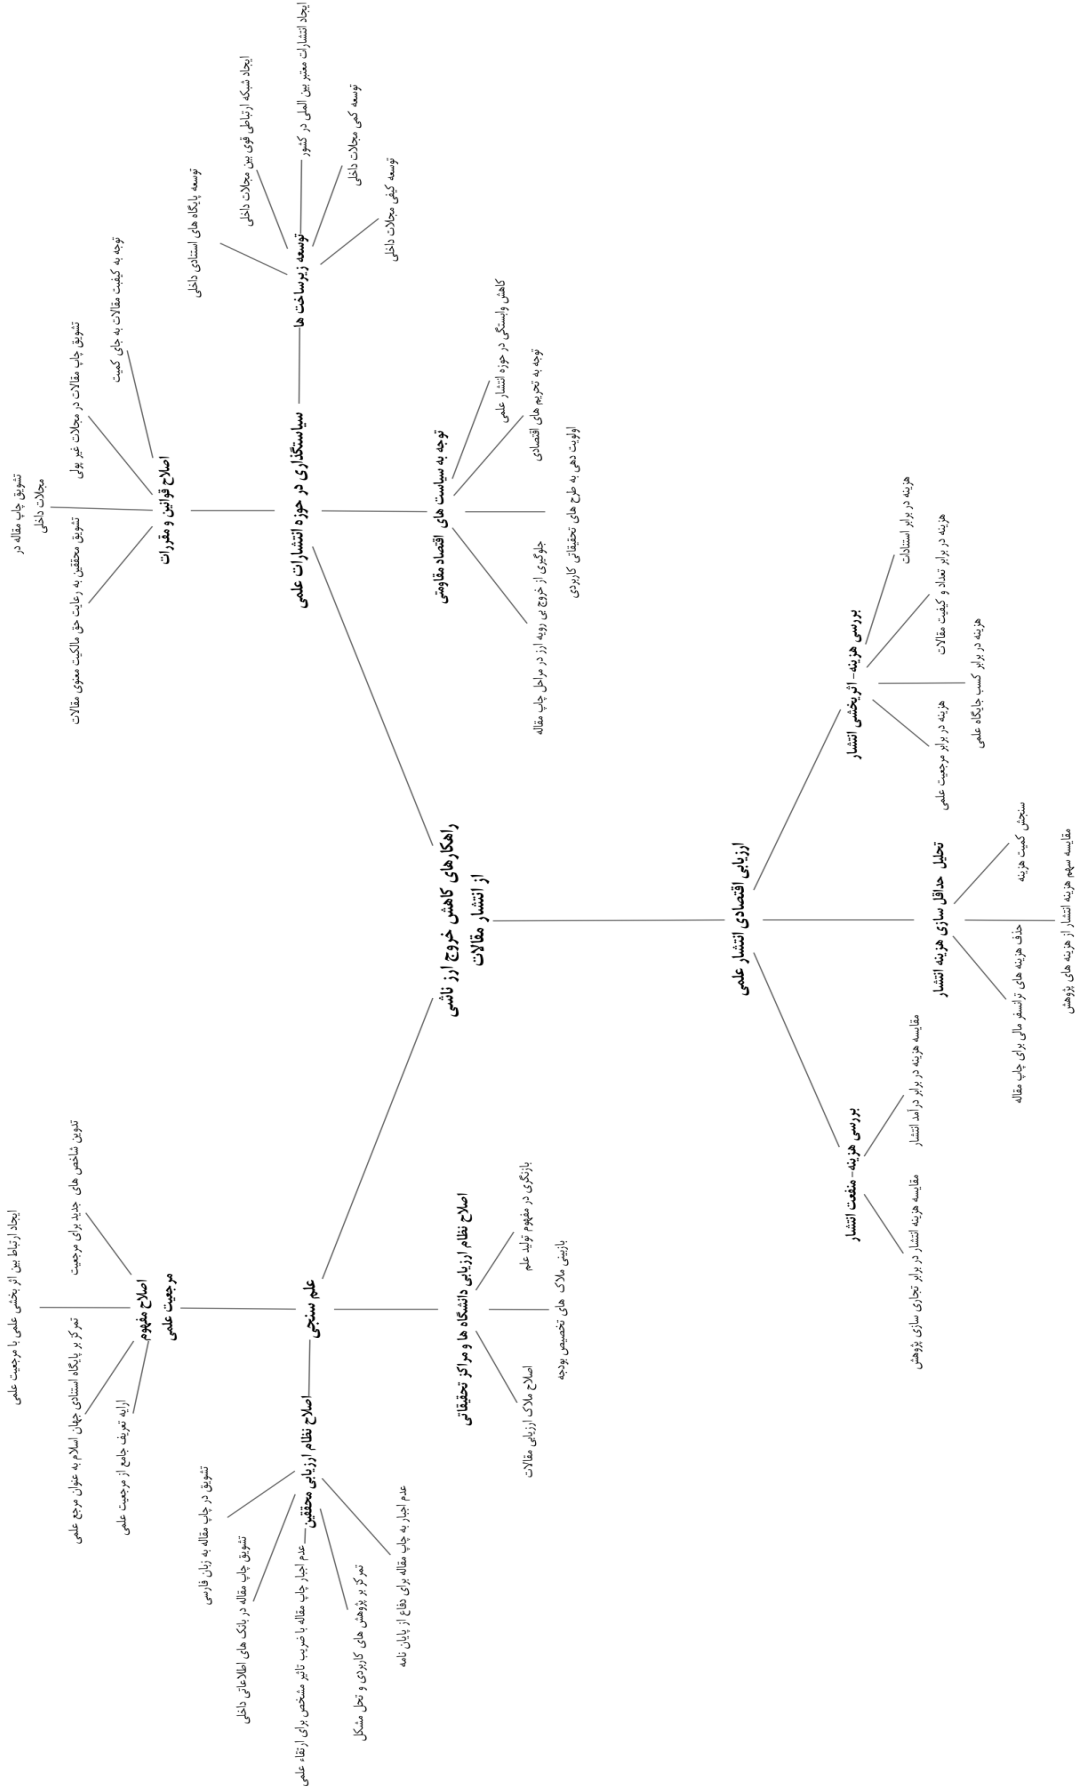 راهکارهای کاهش خروج ارز ناشی
از انتشار مقالات
سیاستگذاری در حوزه انتشارات علمی
توسعه زیرساخت ها
ایجاد انتشارات معتبر بین المللی در کشور
ایجاد شبکه ارتباطی قوی بین مجلات داخلی
توسعه پایگاه های استنادی داخلی
توسعه کمی مجلات داخلی
توسعه کیفی مجلات داخلی
اصلاح قوانین و مقررات
توجه به کیفیت مقالات به جای کمیت
تشویق چاپ مقالات در مجلات غیر پولی
تشویق چاپ مقاله در
مجلات داخلی
تشویق محققین به رعایت حق مالکیت معنوی مقالات
توجه به سیاست های اقتصاد مقاومتی
کاهش وابستگی در حوزه انتشار علمی
توجه به تحریم های اقتصادی
اولویت دهی به طرح های تحقیقاتی کاربردی
جلوگیری از خروج بی رویه ارز در مراحل چاپ مقاله
ارزیابی اقتصادی انتشار علمی
بررسی هزینه- اثربخشی انتشار
هزینه در برابر استنادات
هزینه در برابر تعداد و کیفیت مقالات
هزینه در برابر کسب جایگاه علمی
هزینه در برابر مرجعیت علمی
تحلیل حداقل سازی هزینه انتشار
سنجش کمیت هزینه
مقایسه سهم هزینه انتشار از هزینه های پژوهش
حذف هزینه های ترانسفر مالی برای چاپ مقاله
بررسی هزینه- منفعت انتشار
مقایسه هزینه در برابر درآمد انتشار
مقایسه هزینه انتشار در برابر تجاری سازی پژوهش
علم سنجی
اصلاح مفهوم
مرجعیت علمی
تدوین شاخص های جدید برای مرجعیت
ایجاد ارتباط بین اثر بخشی علمی با مرجعیت علمی
تمرکز بر پایگاه استنادی جهان اسلام به عنوان مرجع علمی
ارایه تعریف جامع از مرجعیت علمی
اصلاح نظام ارزیابی دانشگاه ها و مراکز تحقیقاتی
بازنگری در مفهوم تولید علم
بازبینی ملاک های تخصیص بودجه
اصلاح ملاک ارزیابی مقالات
اصلاح نظام ارزیابی محققین
تشویق در چاپ مقاله به زبان فارسی
تشویق چاپ مقاله در بانک های اطلاعاتی داخلی
عدم اجبار چاپ مقاله با ضریب تاثیر مشخص برای ارتقاء علمی
تمرکز بر پژوهش های کاربردی و تحل مشکل
عدم اجبار به چاپ مقاله برای دفاع از پایان نامه